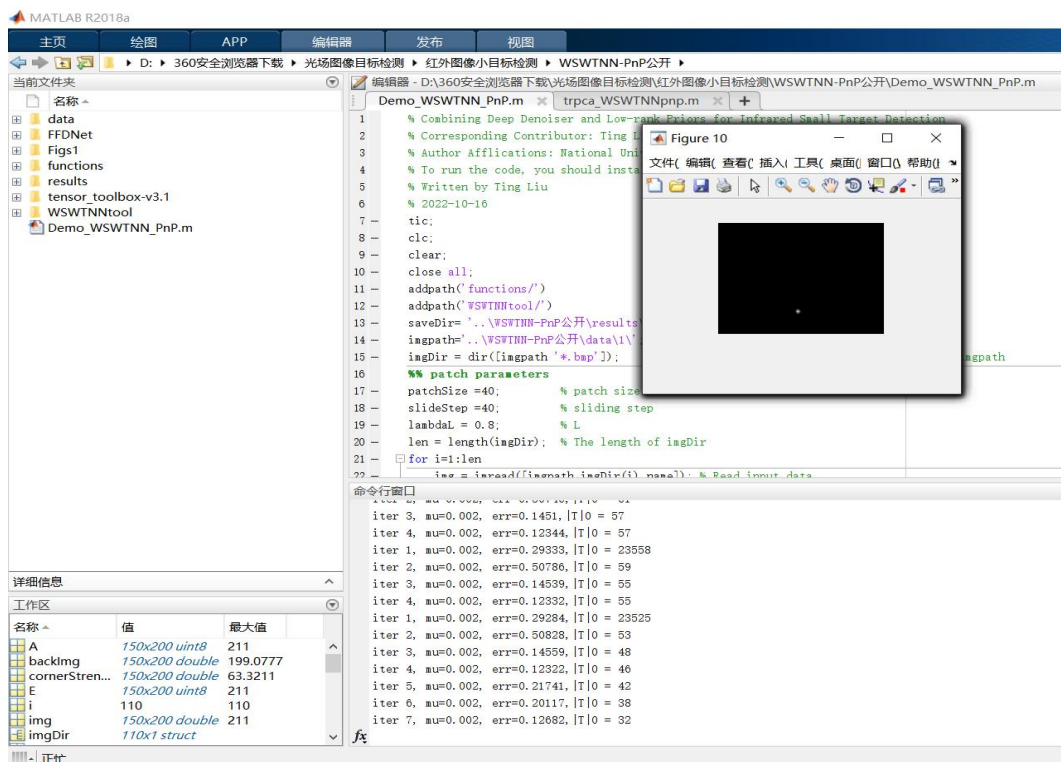 MATLAB R2018a
主页 绘图 APP 编辑器 发布 视图
D: 360安全浏览器下载 光场图像目标检测 红外图像小目标检测 WSWTNN-PnP公开
当前文件夹
名称
data
FFDNet
Figs1
functions
results
tensor_toolbox-v3.1
WSWTNNtool
Demo_WSWTNN_PnP.m
详细信息
工作区
名称 值 最大值
A 150x200 uint8 211
backImg 150x200 double 199.0777
cornerStren... 150x200 double 63.3211
E 150x200 uint8 211
i 110 110
img 150x200 double 211
imgDir 110x1 struct
正忙
编辑器 - D:\360安全浏览器下载\光场图像目标检测\红外图像小目标检测\WSWTNN-PnP公开\Demo_WSWTNN_PnP.m
Demo_WSWTNN_PnP.m trpca_WSWTNNpnp.m
1 % Combining Deep Denoiser and Low-rank Priors for Infrared Small Target Detection
2 % Corresponding Contributor: Ting L
3 % Author Afflications: National Uni
4 % To run the code, you should insta
5 % Written by Ting Liu
6 % 2022-10-16
7 tic;
8 clc;
9 clear;
10 close all;
11 addpath('functions/')
12 addpath('WSWTNNtool/')
13 saveDir= '..\WSWTNN-PnP公开\results\
14 imgpath='..\WSWTNN-PnP公开\data\1\'
15 imgDir = dir([imgpath '*.bmp']); mgpath
16 %% patch parameters
17 patchSize =40; % patch size
18 slideStep =40; % sliding step
19 lambdaL = 0.8; % L
20 len = length(imgDir); % The length of imgDir
21 for i=1:len
22 img = imread([imgpath imgDir(i).name]); % Read input data
Figure 10
文件( 编辑( 查看( 插入( 工具( 桌面( 窗口( 帮助(
命令行窗口
iter 3, mu=0.002, err=0.1451, |T|0 = 57
iter 4, mu=0.002, err=0.12344, |T|0 = 57
iter 1, mu=0.002, err=0.29333, |T|0 = 23558
iter 2, mu=0.002, err=0.50786, |T|0 = 59
iter 3, mu=0.002, err=0.14539, |T|0 = 55
iter 4, mu=0.002, err=0.12332, |T|0 = 55
iter 1, mu=0.002, err=0.29284, |T|0 = 23525
iter 2, mu=0.002, err=0.50828, |T|0 = 53
iter 3, mu=0.002, err=0.14559, |T|0 = 48
iter 4, mu=0.002, err=0.12322, |T|0 = 46
iter 5, mu=0.002, err=0.21741, |T|0 = 42
iter 6, mu=0.002, err=0.20117, |T|0 = 38
iter 7, mu=0.002, err=0.12682, |T|0 = 32
fx